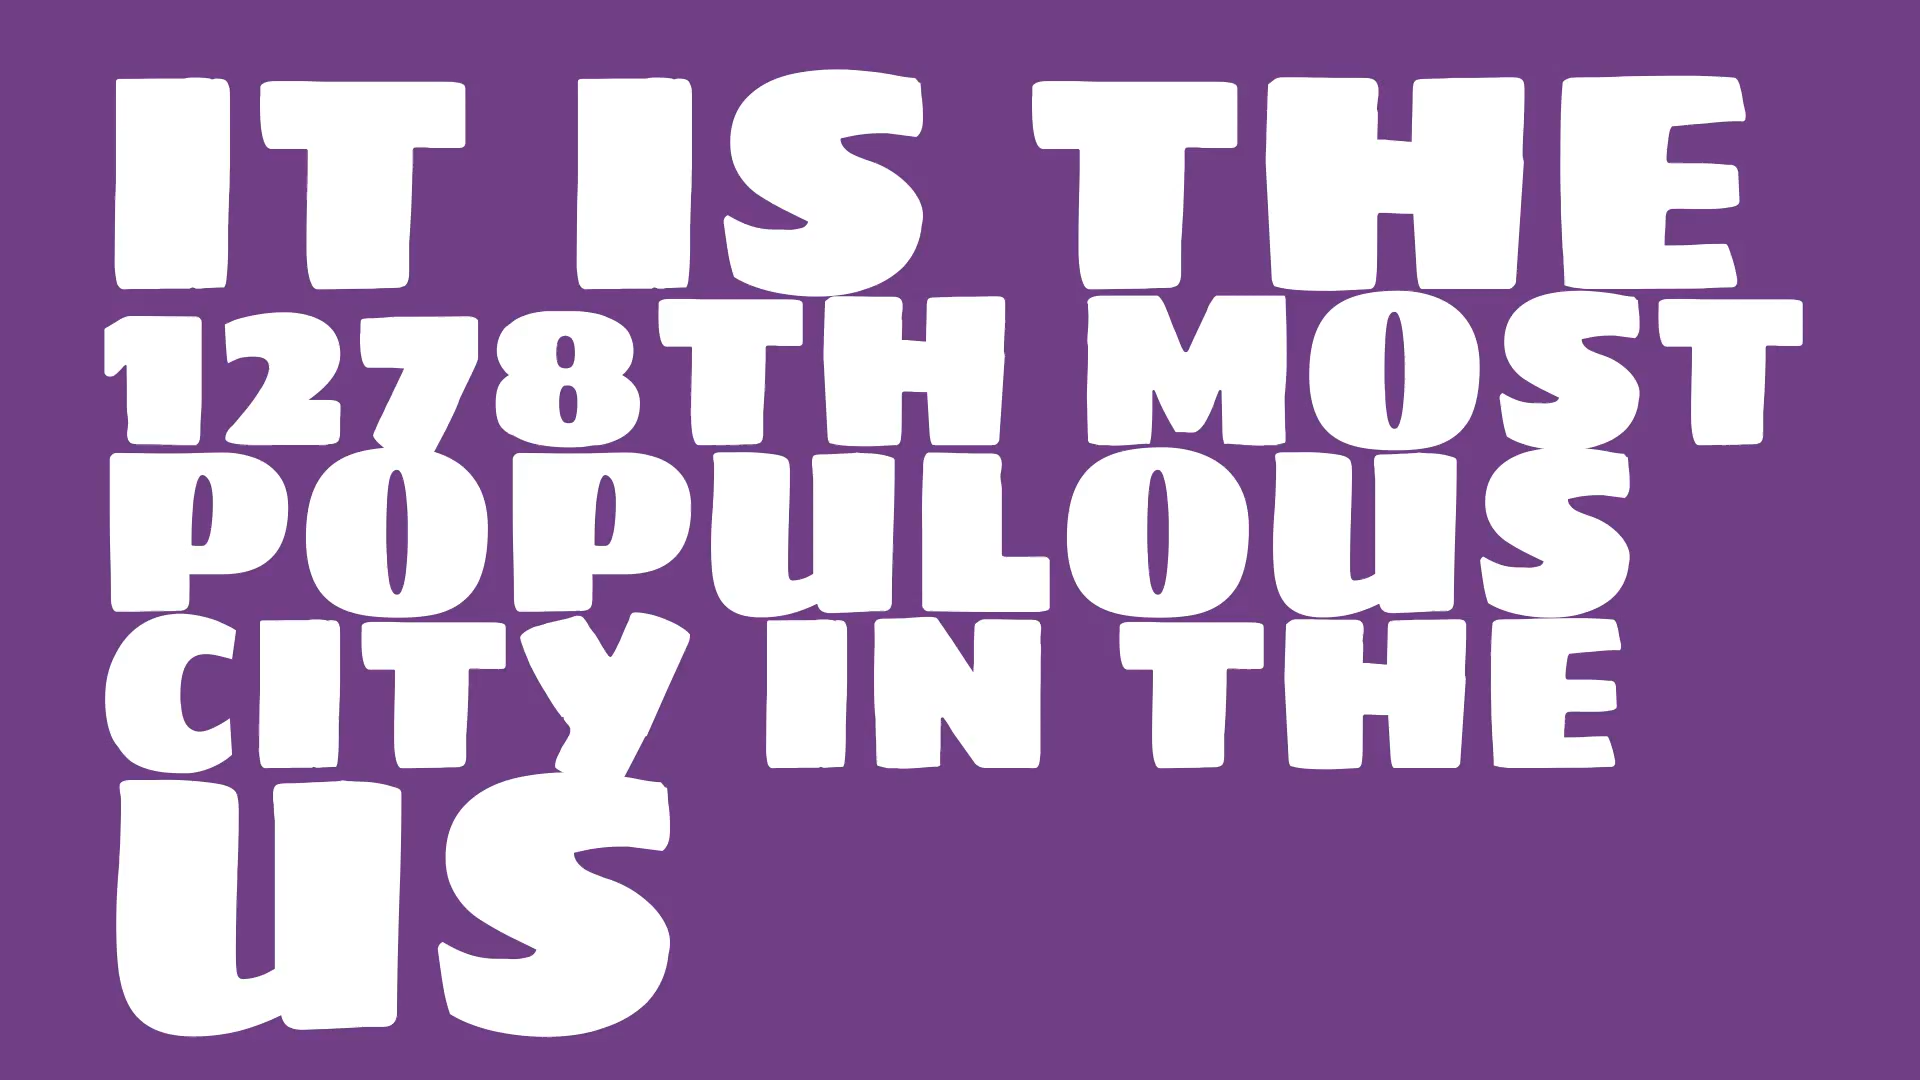 IT IS THE
1278TH MOST
POPULOUS
CITY IN THE
US